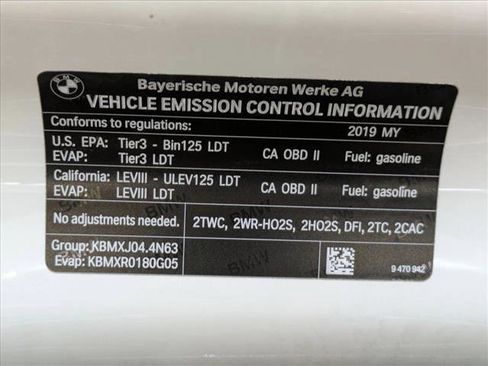 BMW
Bayerische Motoren Werke AG
VEHICLE EMISSION CONTROL INFORMATION
Conforms to regulations: 2019 MY
U.S. EPA: Tier3 - Bin125 LDT
EVAP: Tier3 LDT CA OBD II Fuel: gasoline
California: LEVIII - ULEV125 LDT
EVAP: LEVIII LDT CA OBD II Fuel: gasoline
No adjustments needed. 2TWC, 2WR-HO2S, 2HO2S, DFI, 2TC, 2CAC
Group: KBMXJ04.4N63
Evap: KBMXR0180G05 9 470 942